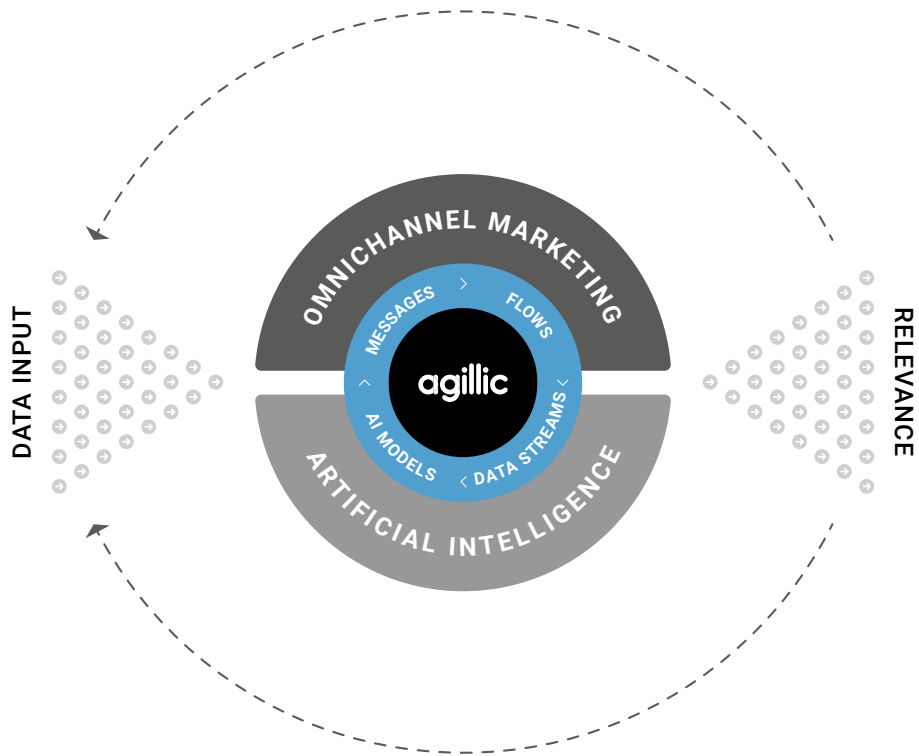 DATA INPUT
OMNICHANNEL MARKETING
MESSAGES
FLOWS
agillic
AI MODELS
DATA STREAMS
ARTIFICIAL INTELLIGENCE
RELEVANCE